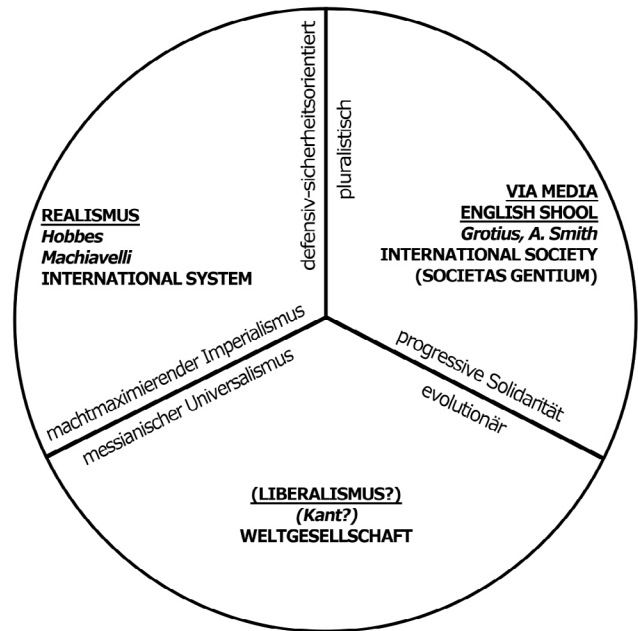 defensiv-sicherheitsorientiert
pluralistisch
REALISMUS
Hobbes
Machiavelli
INTERNATIONAL SYSTEM
VIA MEDIA
ENGLISH SHOOL
Grotius, A. Smith
INTERNATIONAL SOCIETY
(SOCIETAS GENTIUM)
machtmaximierender Imperialismus
messianischer Universalismus
progressive Solidarität
evolutionär
(LIBERALISMUS?)
(Kant?)
WELTGESELLSCHAFT